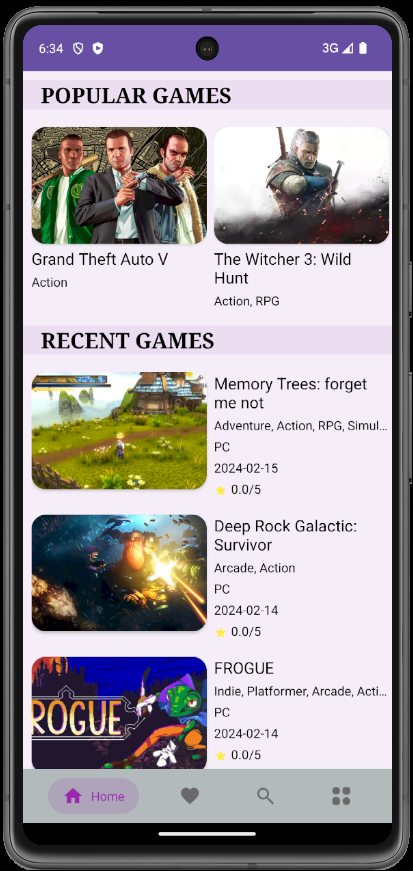 6:34
3G
POPULAR GAMES
Grand Theft Auto V
Action
The Witcher 3: Wild
Hunt
Action, RPG
RECENT GAMES
Memory Trees: forget
me not
Adventure, Action, RPG, Simul...
PC
2024-02-15
0.0/5
Deep Rock Galactic:
Survivor
Arcade, Action
PC
2024-02-14
0.0/5
ROGUE
FROGUE
Indie, Platformer, Arcade, Acti...
PC
2024-02-14
0.0/5
Home